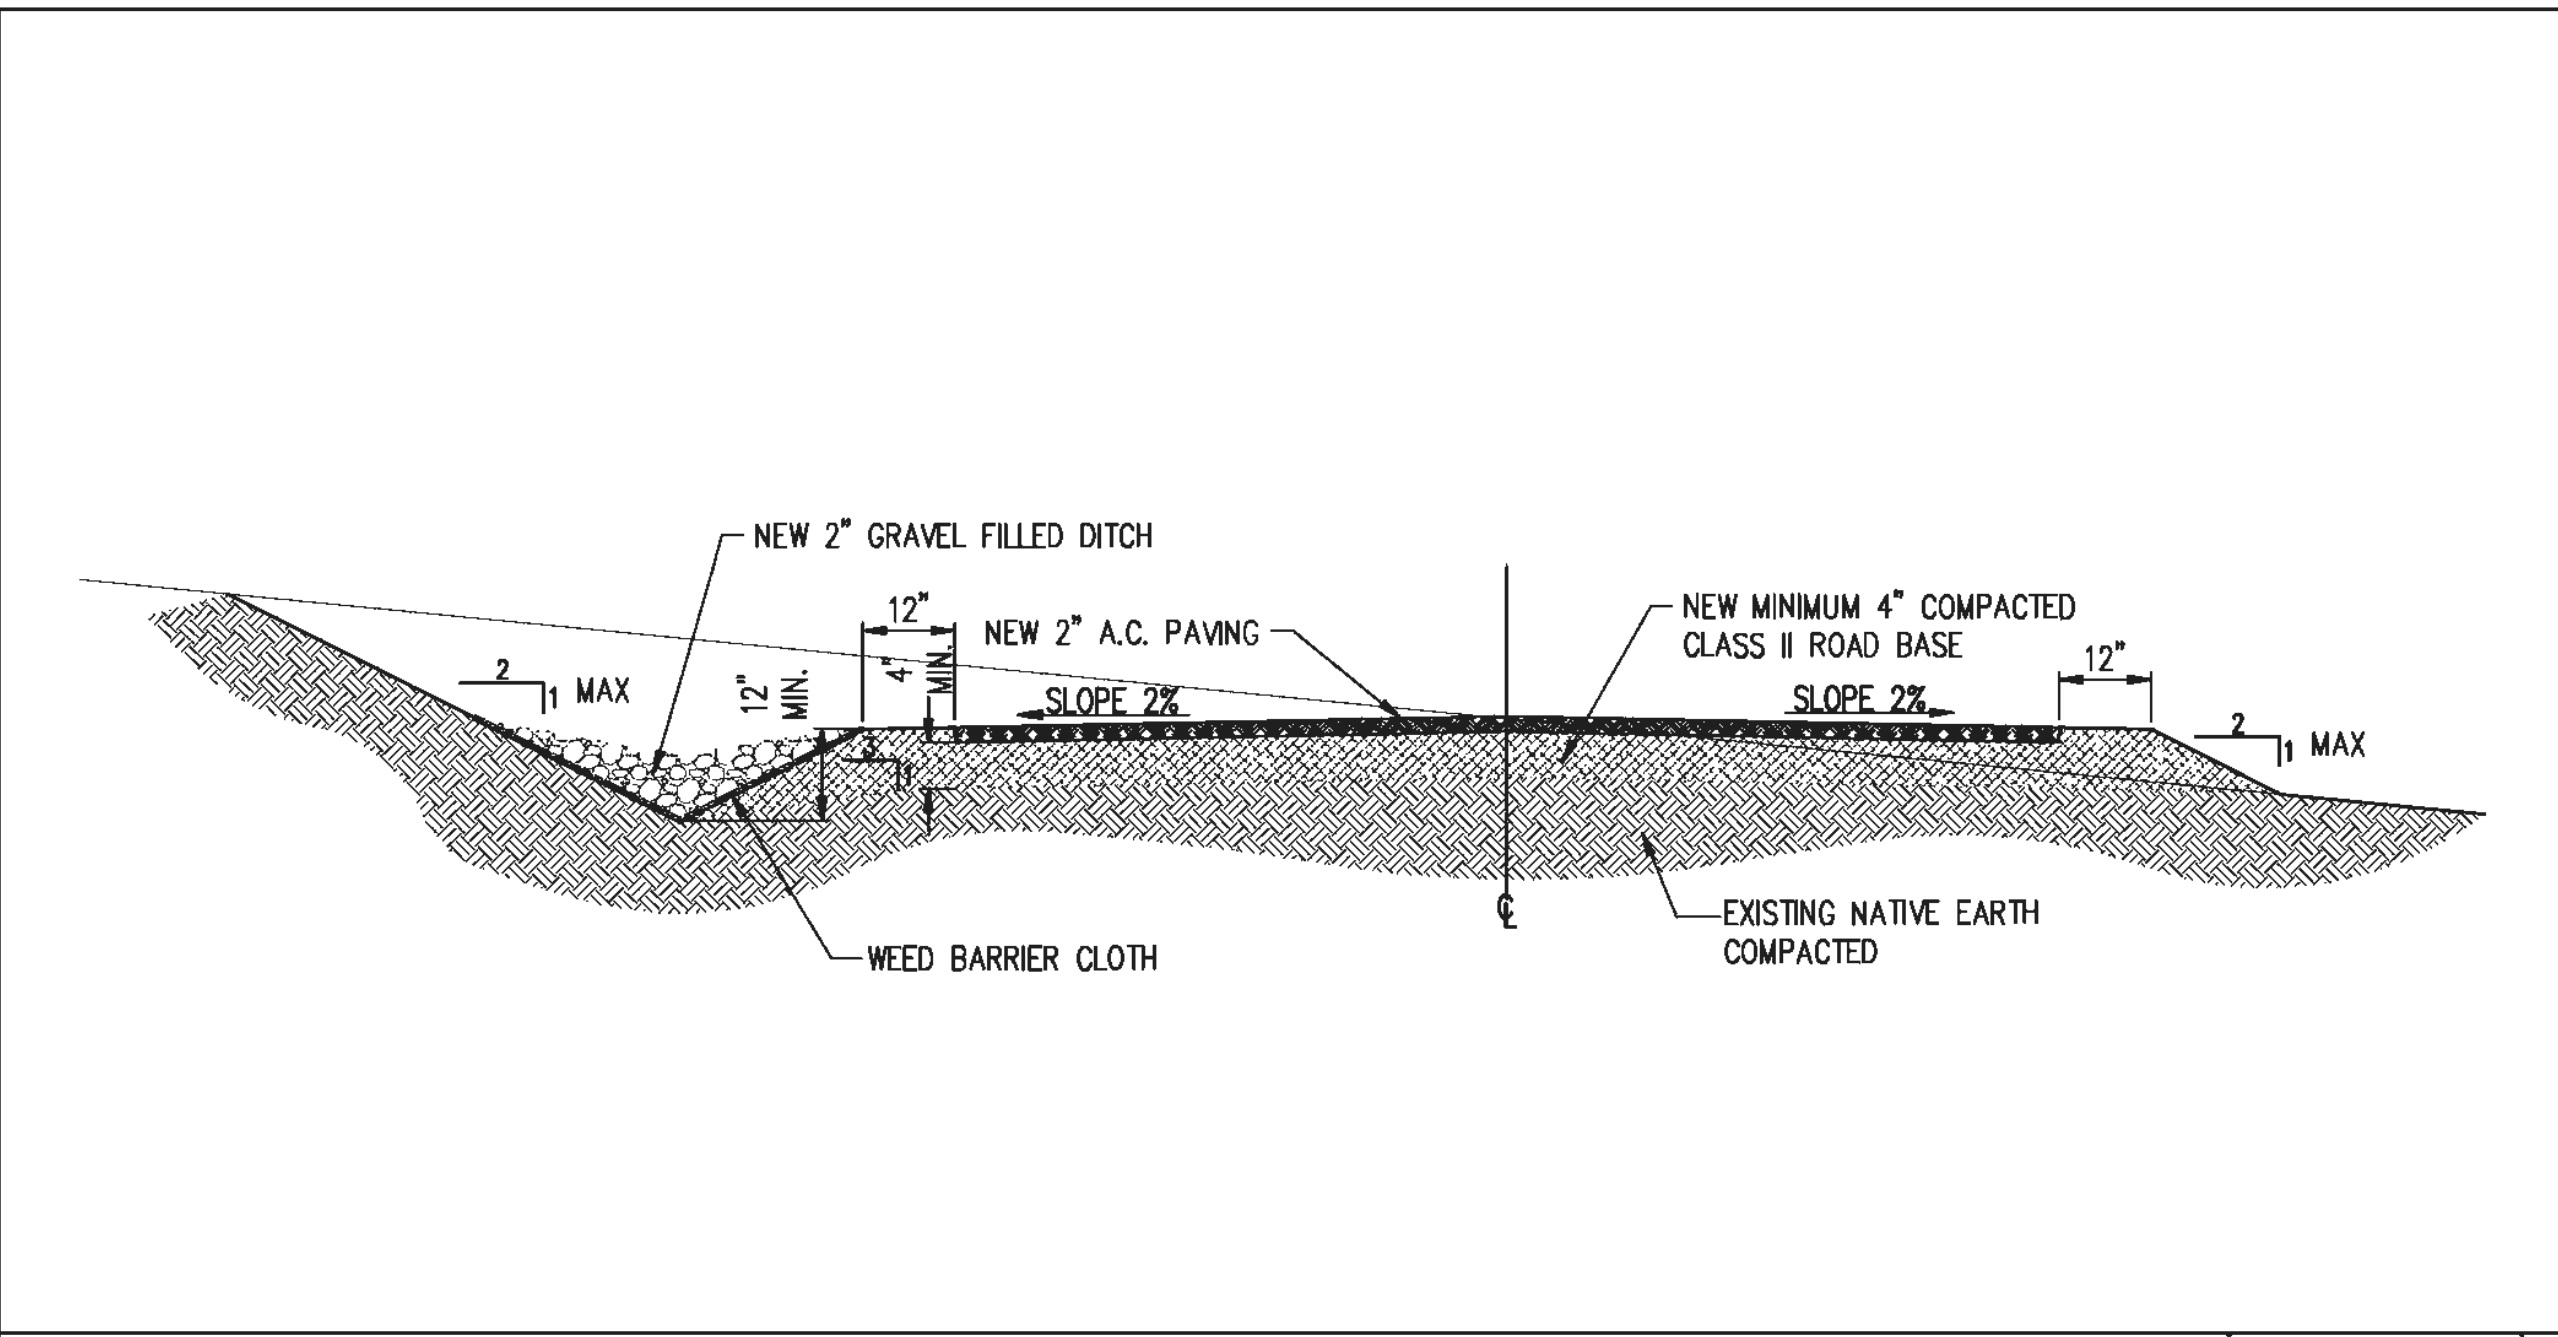 NEW 2" GRAVEL FILLED DITCH
12"
NEW 2" A.C. PAVING
NEW MINIMUM 4" COMPACTED
CLASS II ROAD BASE
12"
2
1 MAX
12"
MIN.
4"
MIN.
SLOPE 2%
SLOPE 2%
2
1 MAX
3
1
℄
EXISTING NATIVE EARTH
COMPACTED
WEED BARRIER CLOTH